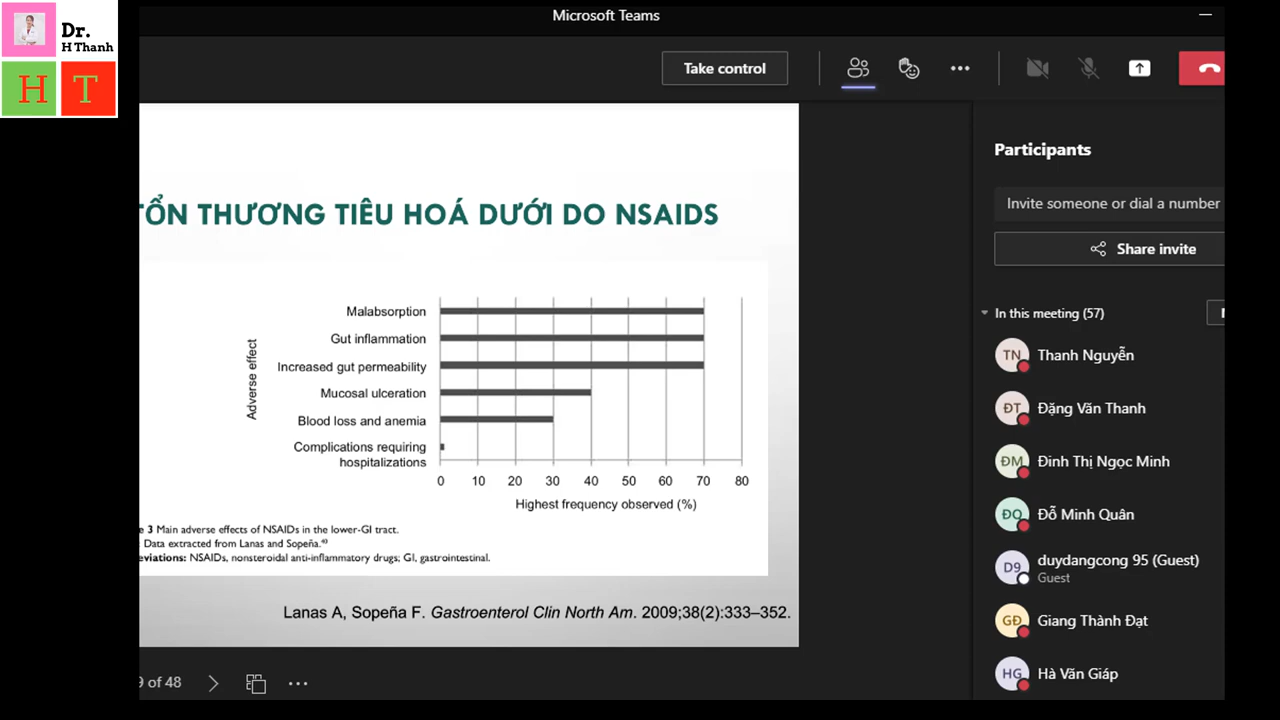 Dr.
H Thanh
H T
Microsoft Teams
Take control
TỔN THƯƠNG TIÊU HOÁ DƯỚI DO NSAIDS
Adverse effect
Malabsorption
Gut inflammation
Increased gut permeability
Mucosal ulceration
Blood loss and anemia
Complications requiring
hospitalizations
0 10 20 30 40 50 60 70 80
Highest frequency observed (%)
3 Main adverse effects of NSAIDs in the lower-GI tract.
Data extracted from Lanas and Sopeña.⁴⁹
NSAIDs, nonsteroidal anti-inflammatory drugs; GI, gastrointestinal.
Lanas A, Sopeña F. Gastroenterol Clin North Am. 2009;38(2):333–352.
9 of 48
Participants
Invite someone or dial a number
Share invite
In this meeting (57)
TN Thanh Nguyễn
ĐT Đặng Văn Thanh
ĐM Đinh Thị Ngọc Minh
ĐQ Đỗ Minh Quân
D9 duydangcong 95 (Guest)
Guest
GĐ Giang Thành Đạt
HG Hà Văn Giáp